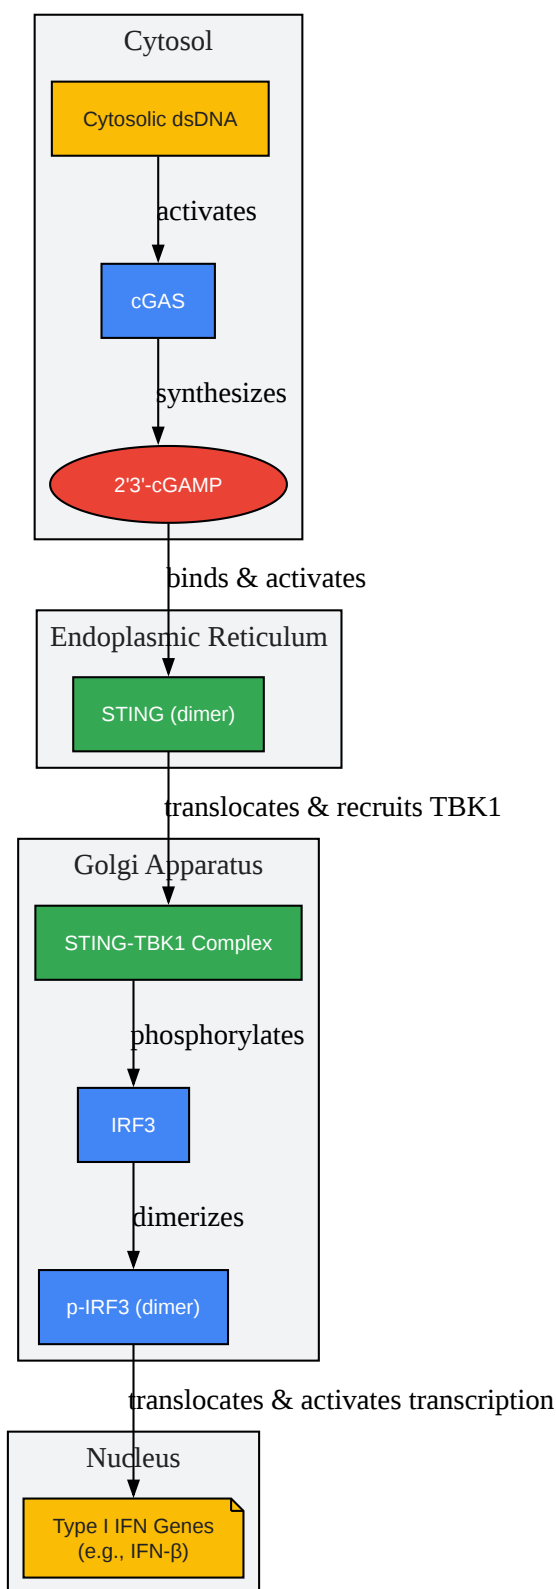 Cytosol
Cytosolic dsDNA
activates
cGAS
synthesizes
2'3'-cGAMP
binds & activates
Endoplasmic Reticulum
STING (dimer)
translocates & recruits TBK1
Golgi Apparatus
STING-TBK1 Complex
phosphorylates
IRF3
dimerizes
p-IRF3 (dimer)
translocates & activates transcription
Nucleus
Type I IFN Genes
(e.g., IFN-β)